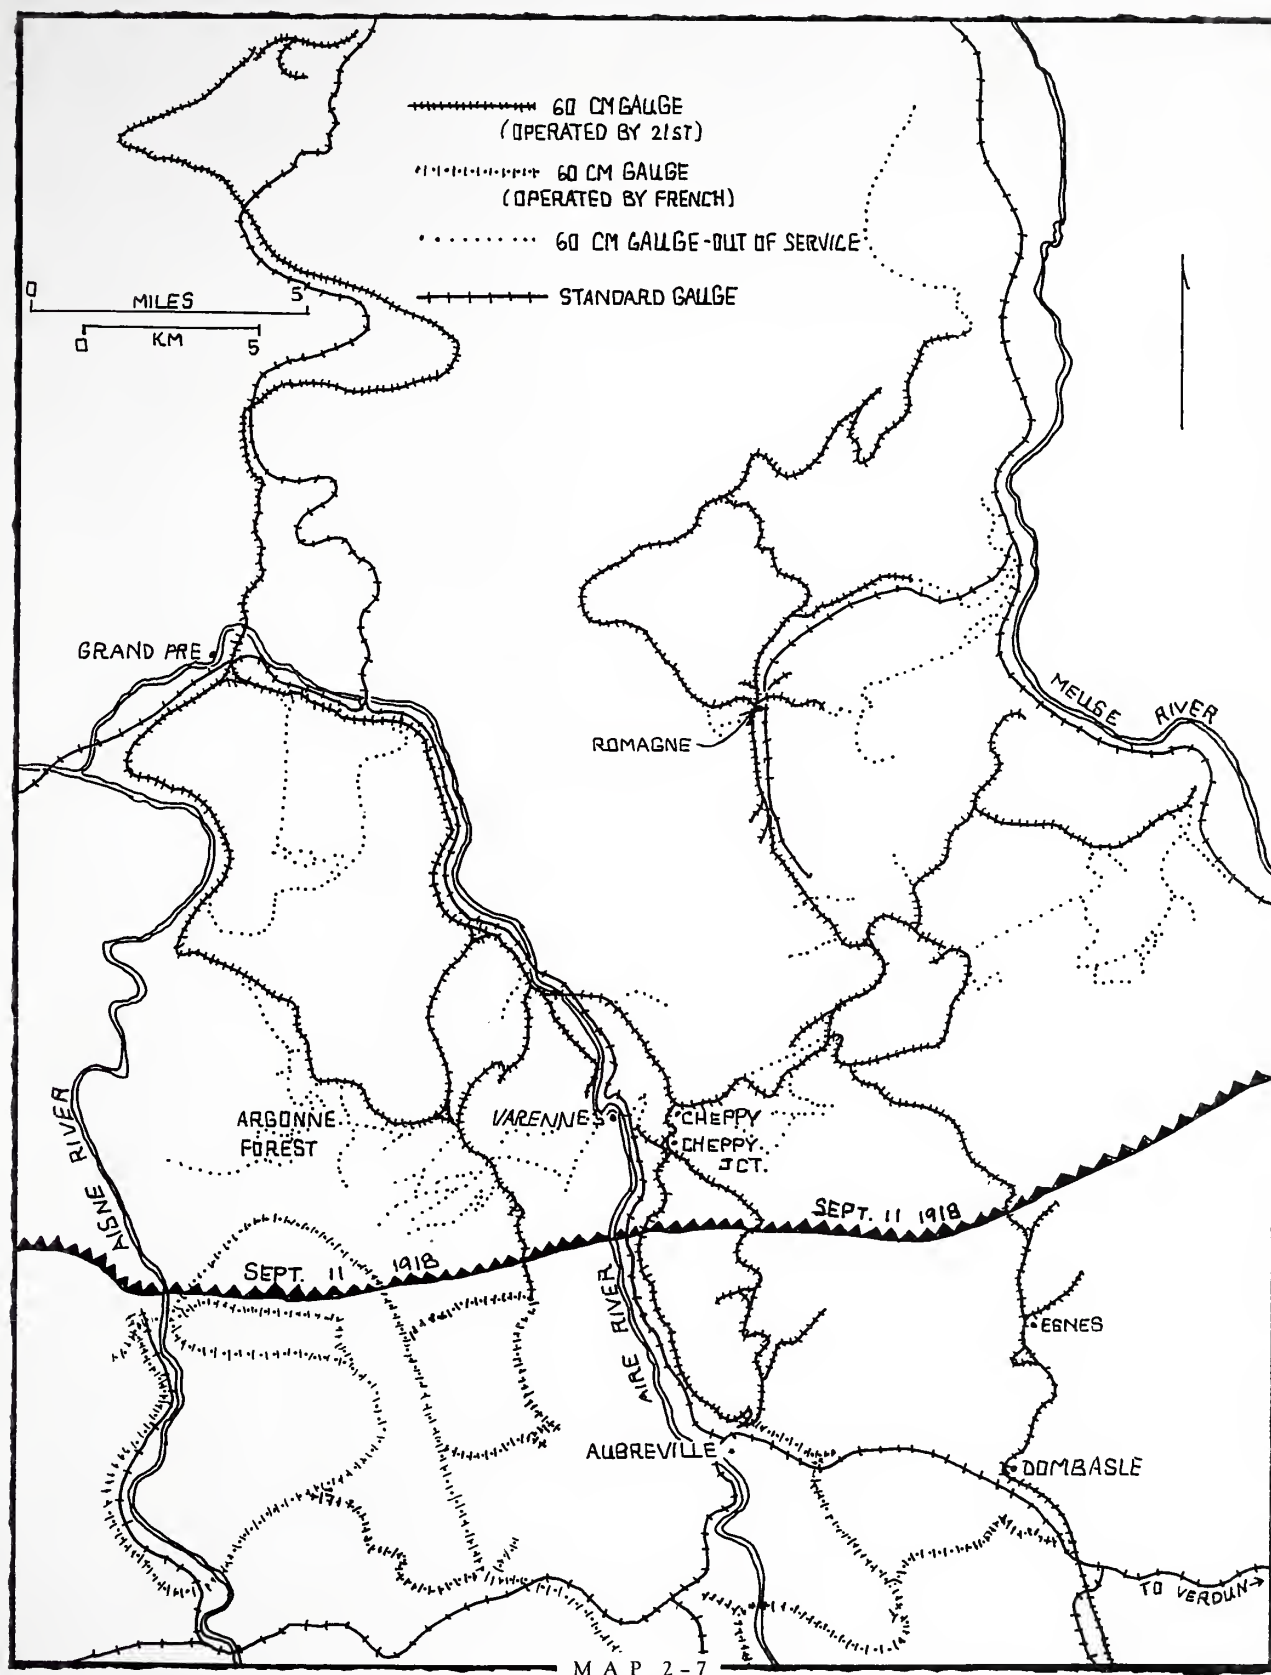 60 CM GAUGE
(OPERATED BY 21ST)
60 CM GAUGE
(OPERATED BY FRENCH)
60 CM GAUGE-OUT OF SERVICE
STANDARD GAUGE
0 5
MILES
KM
0 5
GRAND PRE
MEUSE RIVER
ROMAGNE
AISNE RIVER
ARGONNE
FOREST
VARENNES
CHEPPY
CHEPPY
JCT.
SEPT. 11 1918
SEPT. 11 1918
AIRE RIVER
EGNES
AUBREVILLE
DOMBASLE
TO VERDUN→
MAP 2-7